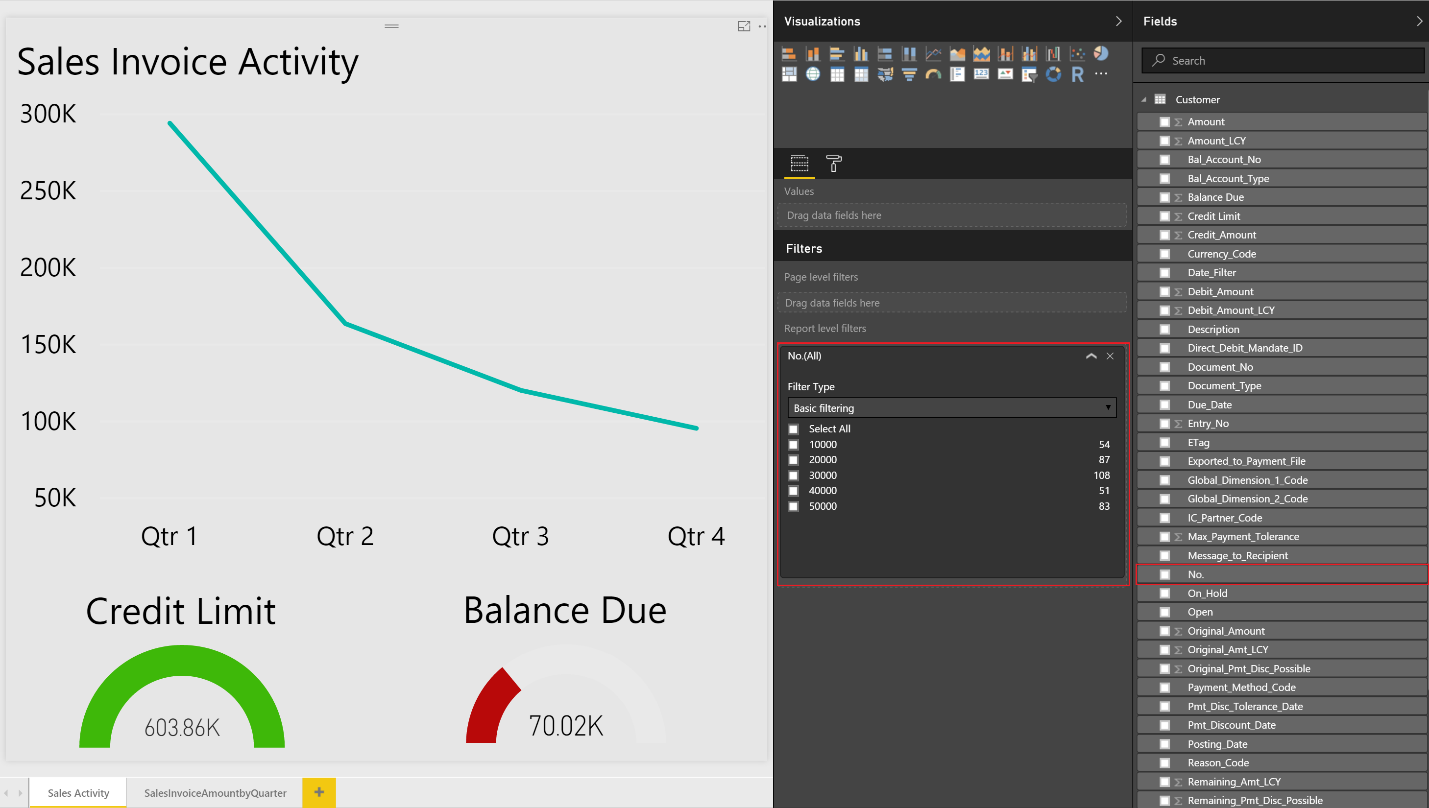 Sales Invoice Activity
300K
250K
200K
150K
100K
50K
Qtr 1 Qtr 2 Qtr 3 Qtr 4
Credit Limit
603.86K
Balance Due
70.02K
Sales Activity
SalesInvoiceAmountbyQuarter
+
Visualizations
123
R
Values
Drag data fields here
Filters
Page level filters
Drag data fields here
Report level filters
No.(All)
Filter Type
Basic filtering
Select All
10000 54
20000 87
30000 108
40000 51
50000 83
Fields
Search
Customer
Σ Amount
Σ Amount_LCY
Bal_Account_No
Bal_Account_Type
Σ Balance Due
Σ Credit Limit
Σ Credit_Amount
Currency_Code
Date_Filter
Σ Debit_Amount
Σ Debit_Amount_LCY
Description
Direct_Debit_Mandate_ID
Document_No
Document_Type
Due_Date
Σ Entry_No
ETag
Exported_to_Payment_File
Global_Dimension_1_Code
Global_Dimension_2_Code
IC_Partner_Code
Σ Max_Payment_Tolerance
Message_to_Recipient
No.
On_Hold
Open
Σ Original_Amount
Σ Original_Amt_LCY
Σ Original_Pmt_Disc_Possible
Payment_Method_Code
Pmt_Disc_Tolerance_Date
Pmt_Discount_Date
Posting_Date
Reason_Code
Σ Remaining_Amt_LCY
Σ Remaining_Pmt_Disc_Possible